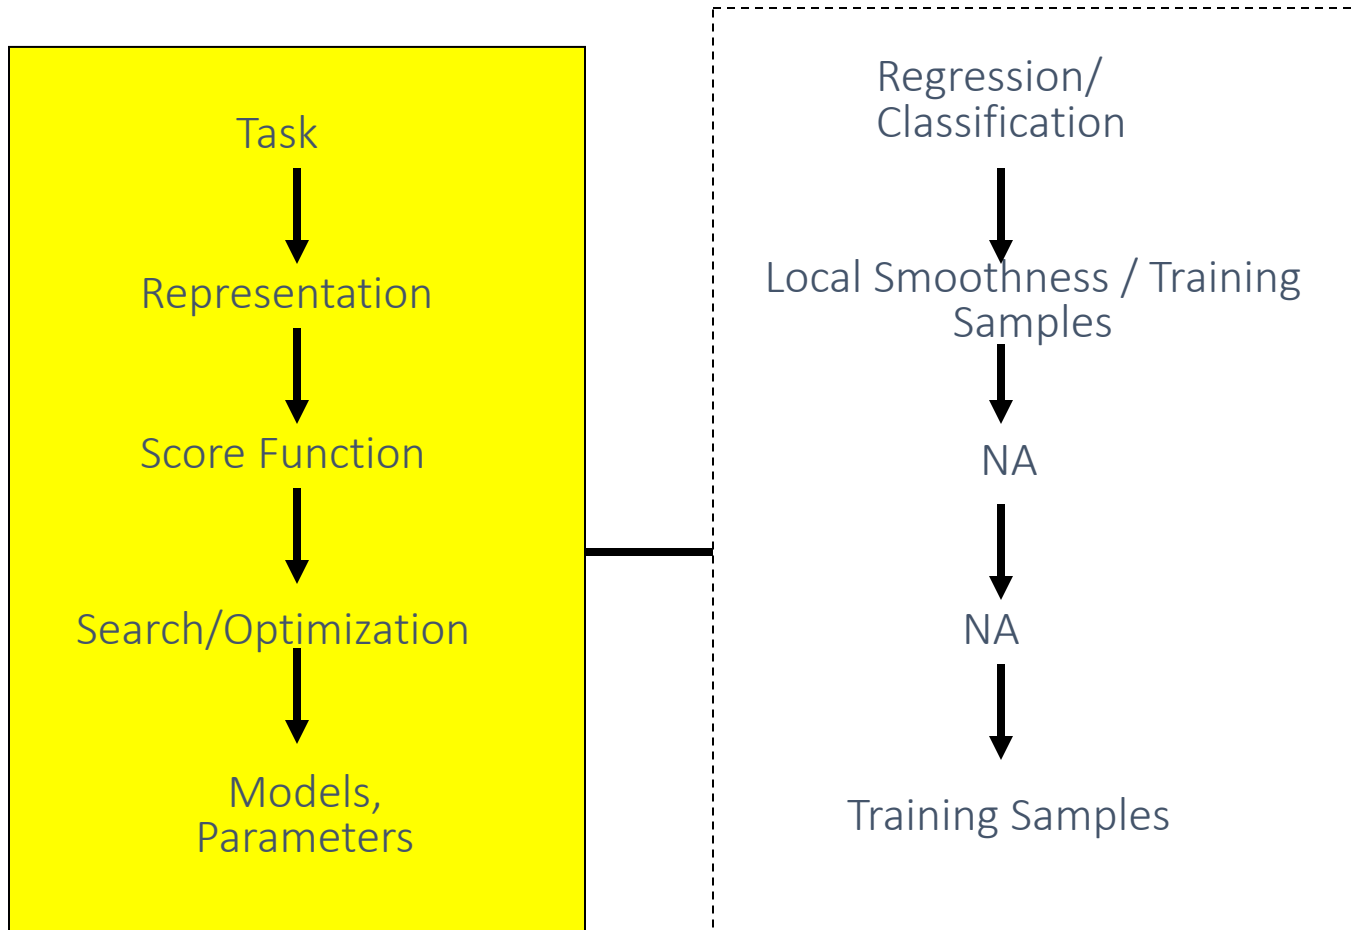 Task
Representation
Score Function
Search/Optimization
Models,
Parameters
Regression/
Classification
Local Smoothness / Training
Samples
NA
NA
Training Samples